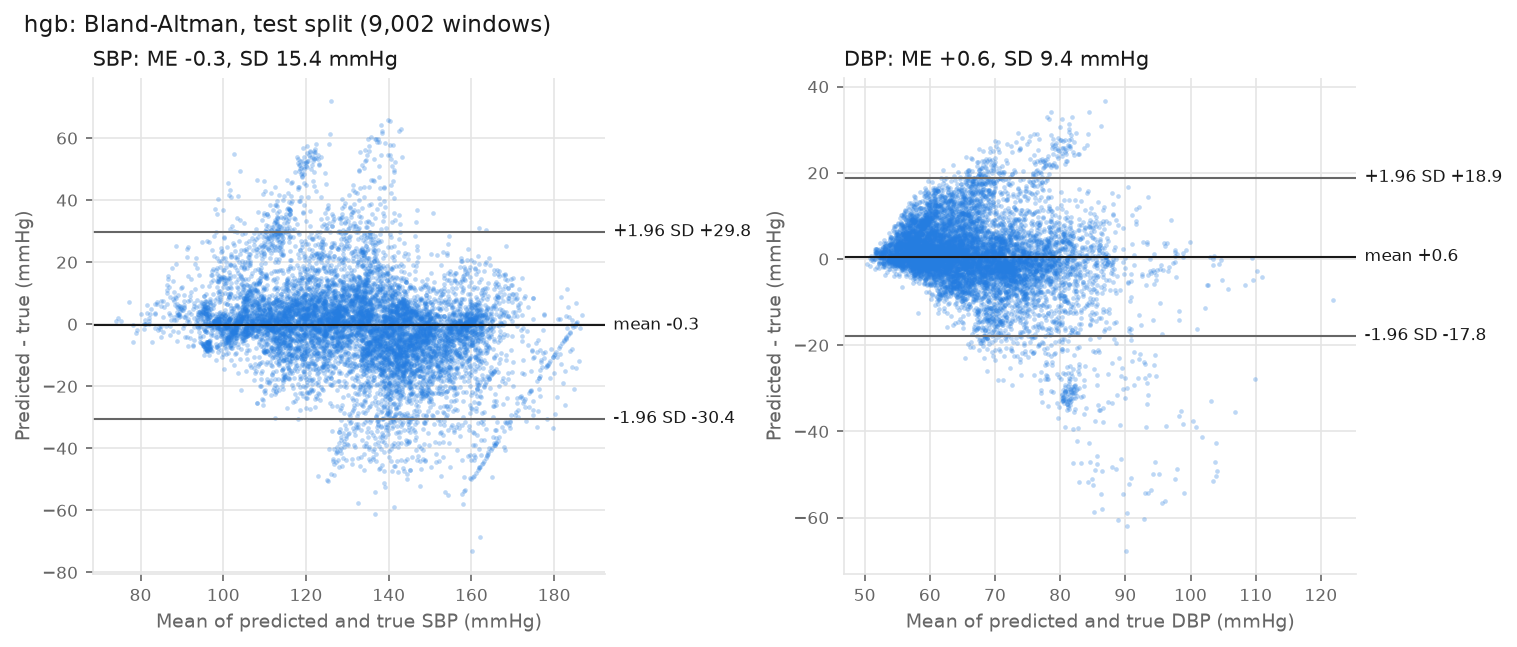 hgb: Bland-Altman, test split (9,002 windows)
SBP: ME -0.3, SD 15.4 mmHg
60
40
20
0
−20
−40
−60
−80
Predicted - true (mmHg)
+1.96 SD +29.8
mean -0.3
-1.96 SD -30.4
80
100
120
140
160
180
Mean of predicted and true SBP (mmHg)
DBP: ME +0.6, SD 9.4 mmHg
40
20
0
−20
−40
−60
Predicted - true (mmHg)
+1.96 SD +18.9
mean +0.6
-1.96 SD -17.8
50
60
70
80
90
100
110
120
Mean of predicted and true DBP (mmHg)